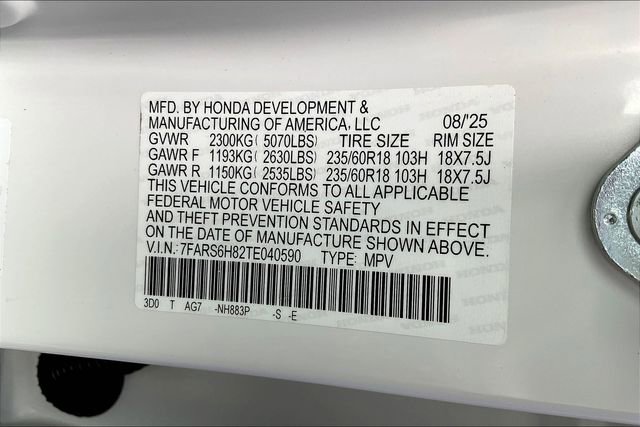 MFD. BY HONDA DEVELOPMENT &
MANUFACTURING OF AMERICA, LLC 08/'25
GVWR 2300KG( 5070LBS) TIRE SIZE RIM SIZE
GAWR F 1193KG( 2630LBS) 235/60R18 103H 18X7.5J
GAWR R 1150KG( 2535LBS) 235/60R18 103H 18X7.5J
THIS VEHICLE CONFORMS TO ALL APPLICABLE
FEDERAL MOTOR VEHICLE SAFETY
AND THEFT PREVENTION STANDARDS IN EFFECT
ON THE DATE OF MANUFACTURE SHOWN ABOVE.
V.I.N.:7FARS6H82TE040590 TYPE: MPV
3D0 T AG7 -NH883P -S -E